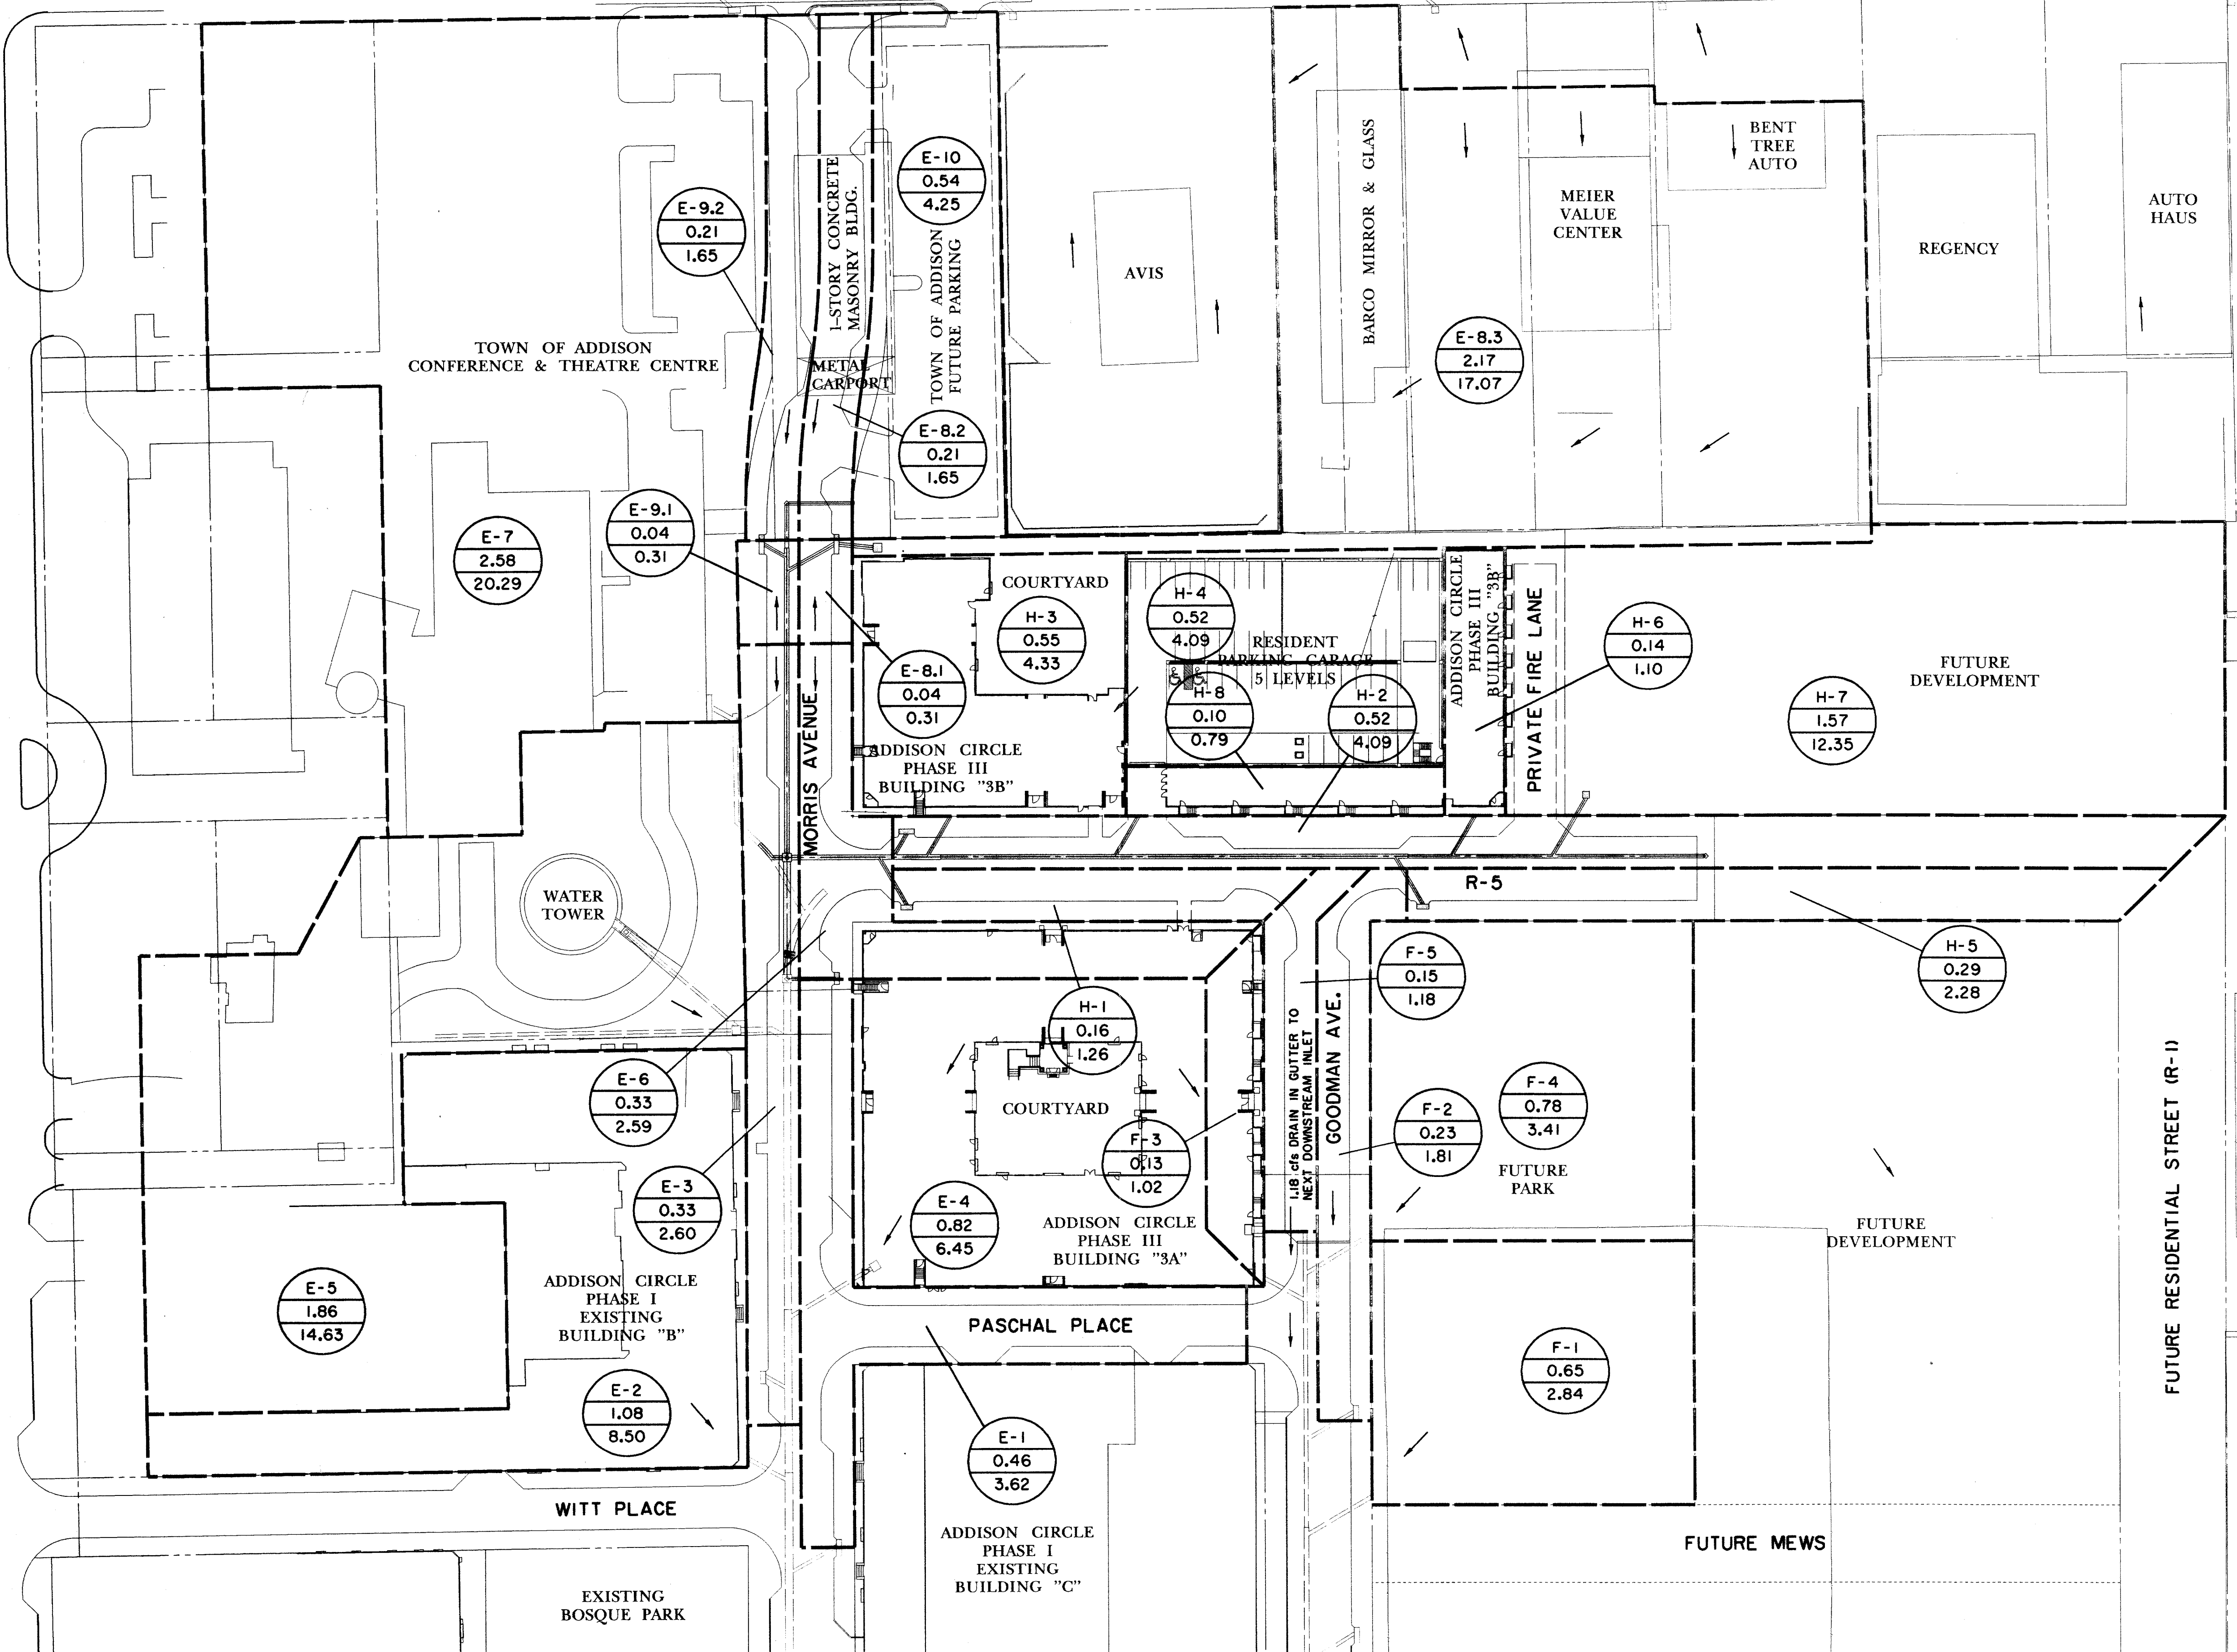 E-10
0.54
4.25
E-9.2
0.21
1.65
1-STORY CONCRETE
MASONRY BLDG.
TOWN OF ADDISON
FUTURE PARKING
METAL
CARPORT
AVIS
BARCO MIRROR & GLASS
MEIER
VALUE
CENTER
BENT
TREE
AUTO
REGENCY
AUTO
HAUS
TOWN OF ADDISON
CONFERENCE & THEATRE CENTRE
E-8.3
2.17
17.07
E-8.2
0.21
1.65
E-9.1
0.04
0.31
E-7
2.58
20.29
COURTYARD
H-3
0.55
4.33
H-4
0.52
4.09
RESIDENT
PARKING GARAGE
5 LEVELS
ADDISON CIRCLE
PHASE III
BUILDING "3B"
PRIVATE FIRE LANE
H-6
0.14
1.10
FUTURE
DEVELOPMENT
H-7
1.57
12.35
E-8.1
0.04
0.31
H-8
0.10
0.79
H-2
0.52
4.09
MORRIS AVENUE
ADDISON CIRCLE
PHASE III
BUILDING "3B"
WATER
TOWER
R-5
F-5
0.15
1.18
H-5
0.29
2.28
H-1
0.16
1.26
1.18 cfs DRAIN IN GUTTER TO
NEXT DOWNSTREAM INLET
GOODMAN AVE.
E-6
0.33
2.59
COURTYARD
F-3
0.13
1.02
F-2
0.23
1.81
F-4
0.78
3.41
FUTURE
PARK
E-3
0.33
2.60
E-4
0.82
6.45
ADDISON CIRCLE
PHASE III
BUILDING "3A"
FUTURE
DEVELOPMENT
FUTURE RESIDENTIAL STREET (R-1)
E-5
1.86
14.63
ADDISON CIRCLE
PHASE I
EXISTING
BUILDING "B"
PASCHAL PLACE
F-1
0.65
2.84
E-2
1.08
8.50
E-1
0.46
3.62
WITT PLACE
ADDISON CIRCLE
PHASE I
EXISTING
BUILDING "C"
FUTURE MEWS
EXISTING
BOSQUE PARK